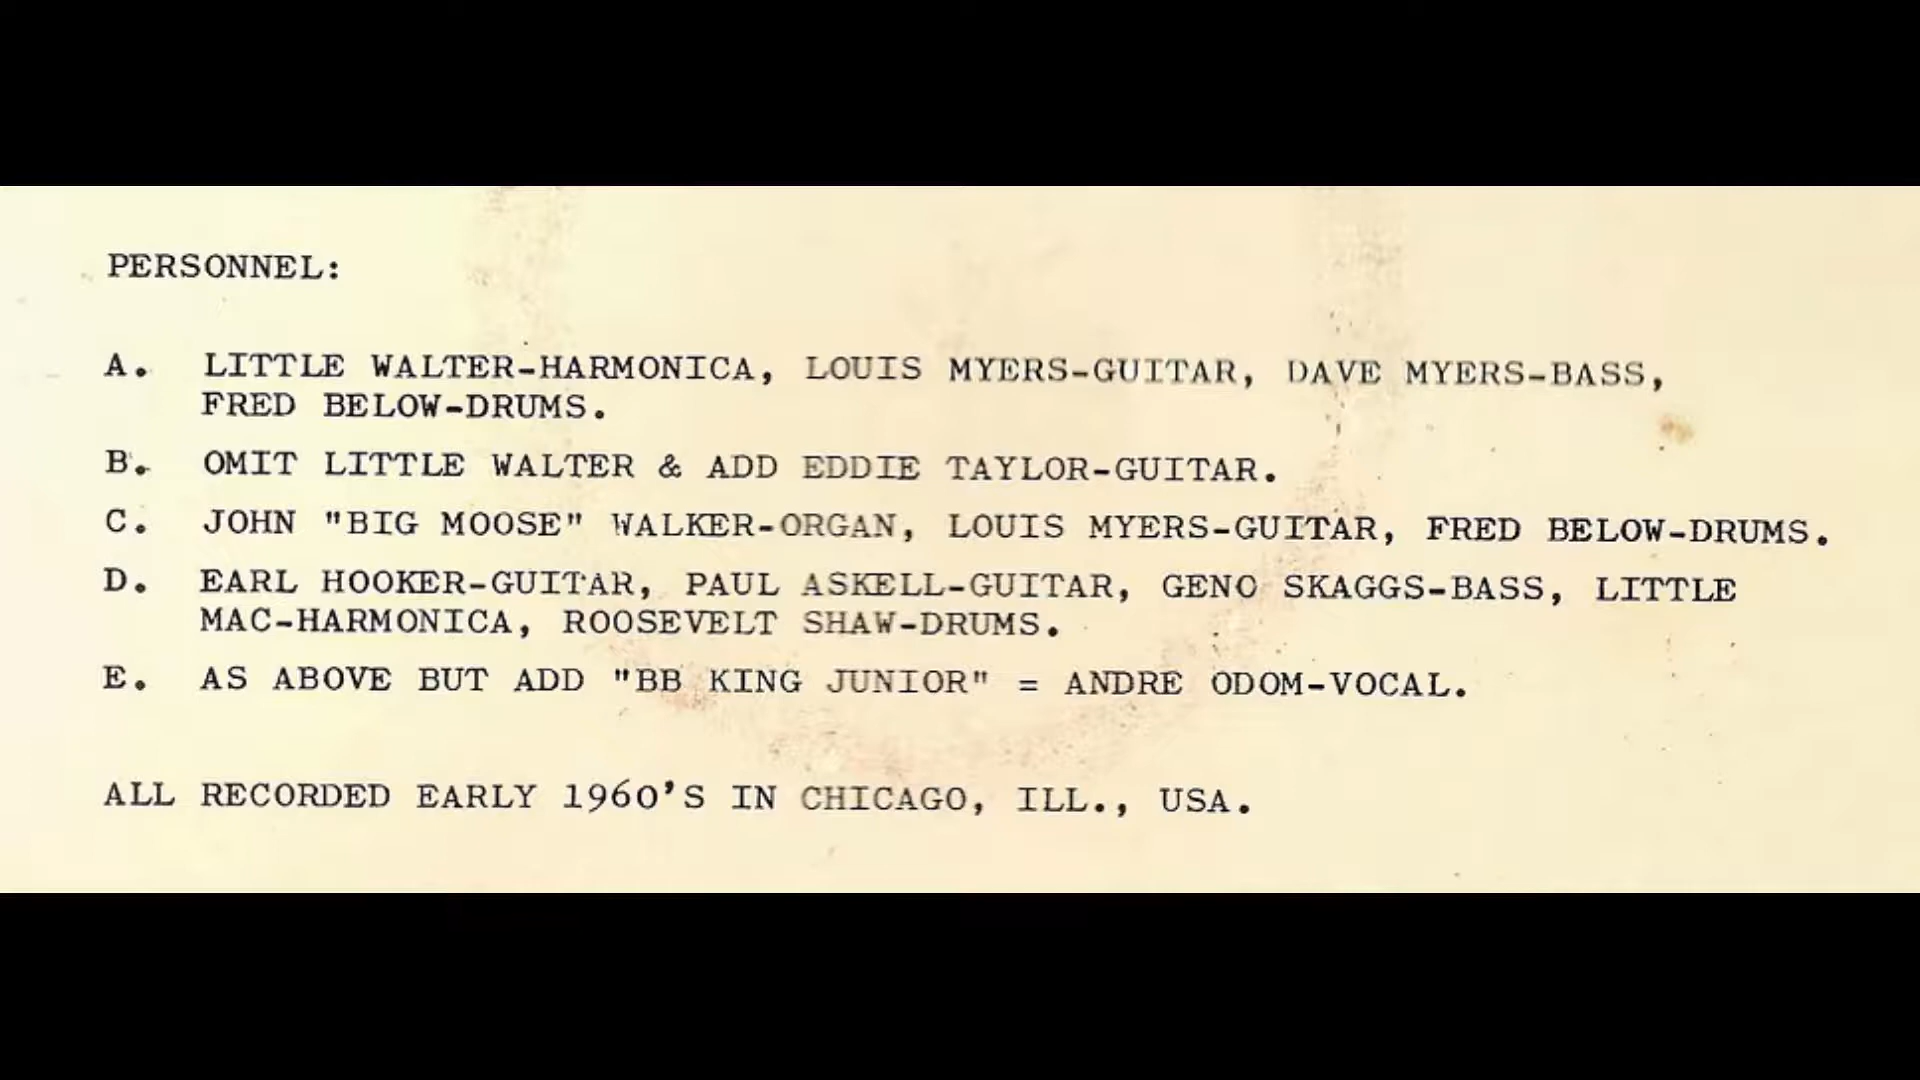 PERSONNEL:
A. LITTLE WALTER-HARMONICA, LOUIS MYERS-GUITAR, DAVE MYERS-BASS,
FRED BELOW-DRUMS.
B. OMIT LITTLE WALTER & ADD EDDIE TAYLOR-GUITAR.
C. JOHN "BIG MOOSE" WALKER-ORGAN, LOUIS MYERS-GUITAR, FRED BELOW-DRUMS.
D. EARL HOOKER-GUITAR, PAUL ASKELL-GUITAR, GENO SKAGGS-BASS, LITTLE
MAC-HARMONICA, ROOSEVELT SHAW-DRUMS.
E. AS ABOVE BUT ADD "BB KING JUNIOR" = ANDRE ODOM-VOCAL.
ALL RECORDED EARLY 1960'S IN CHICAGO, ILL., USA.